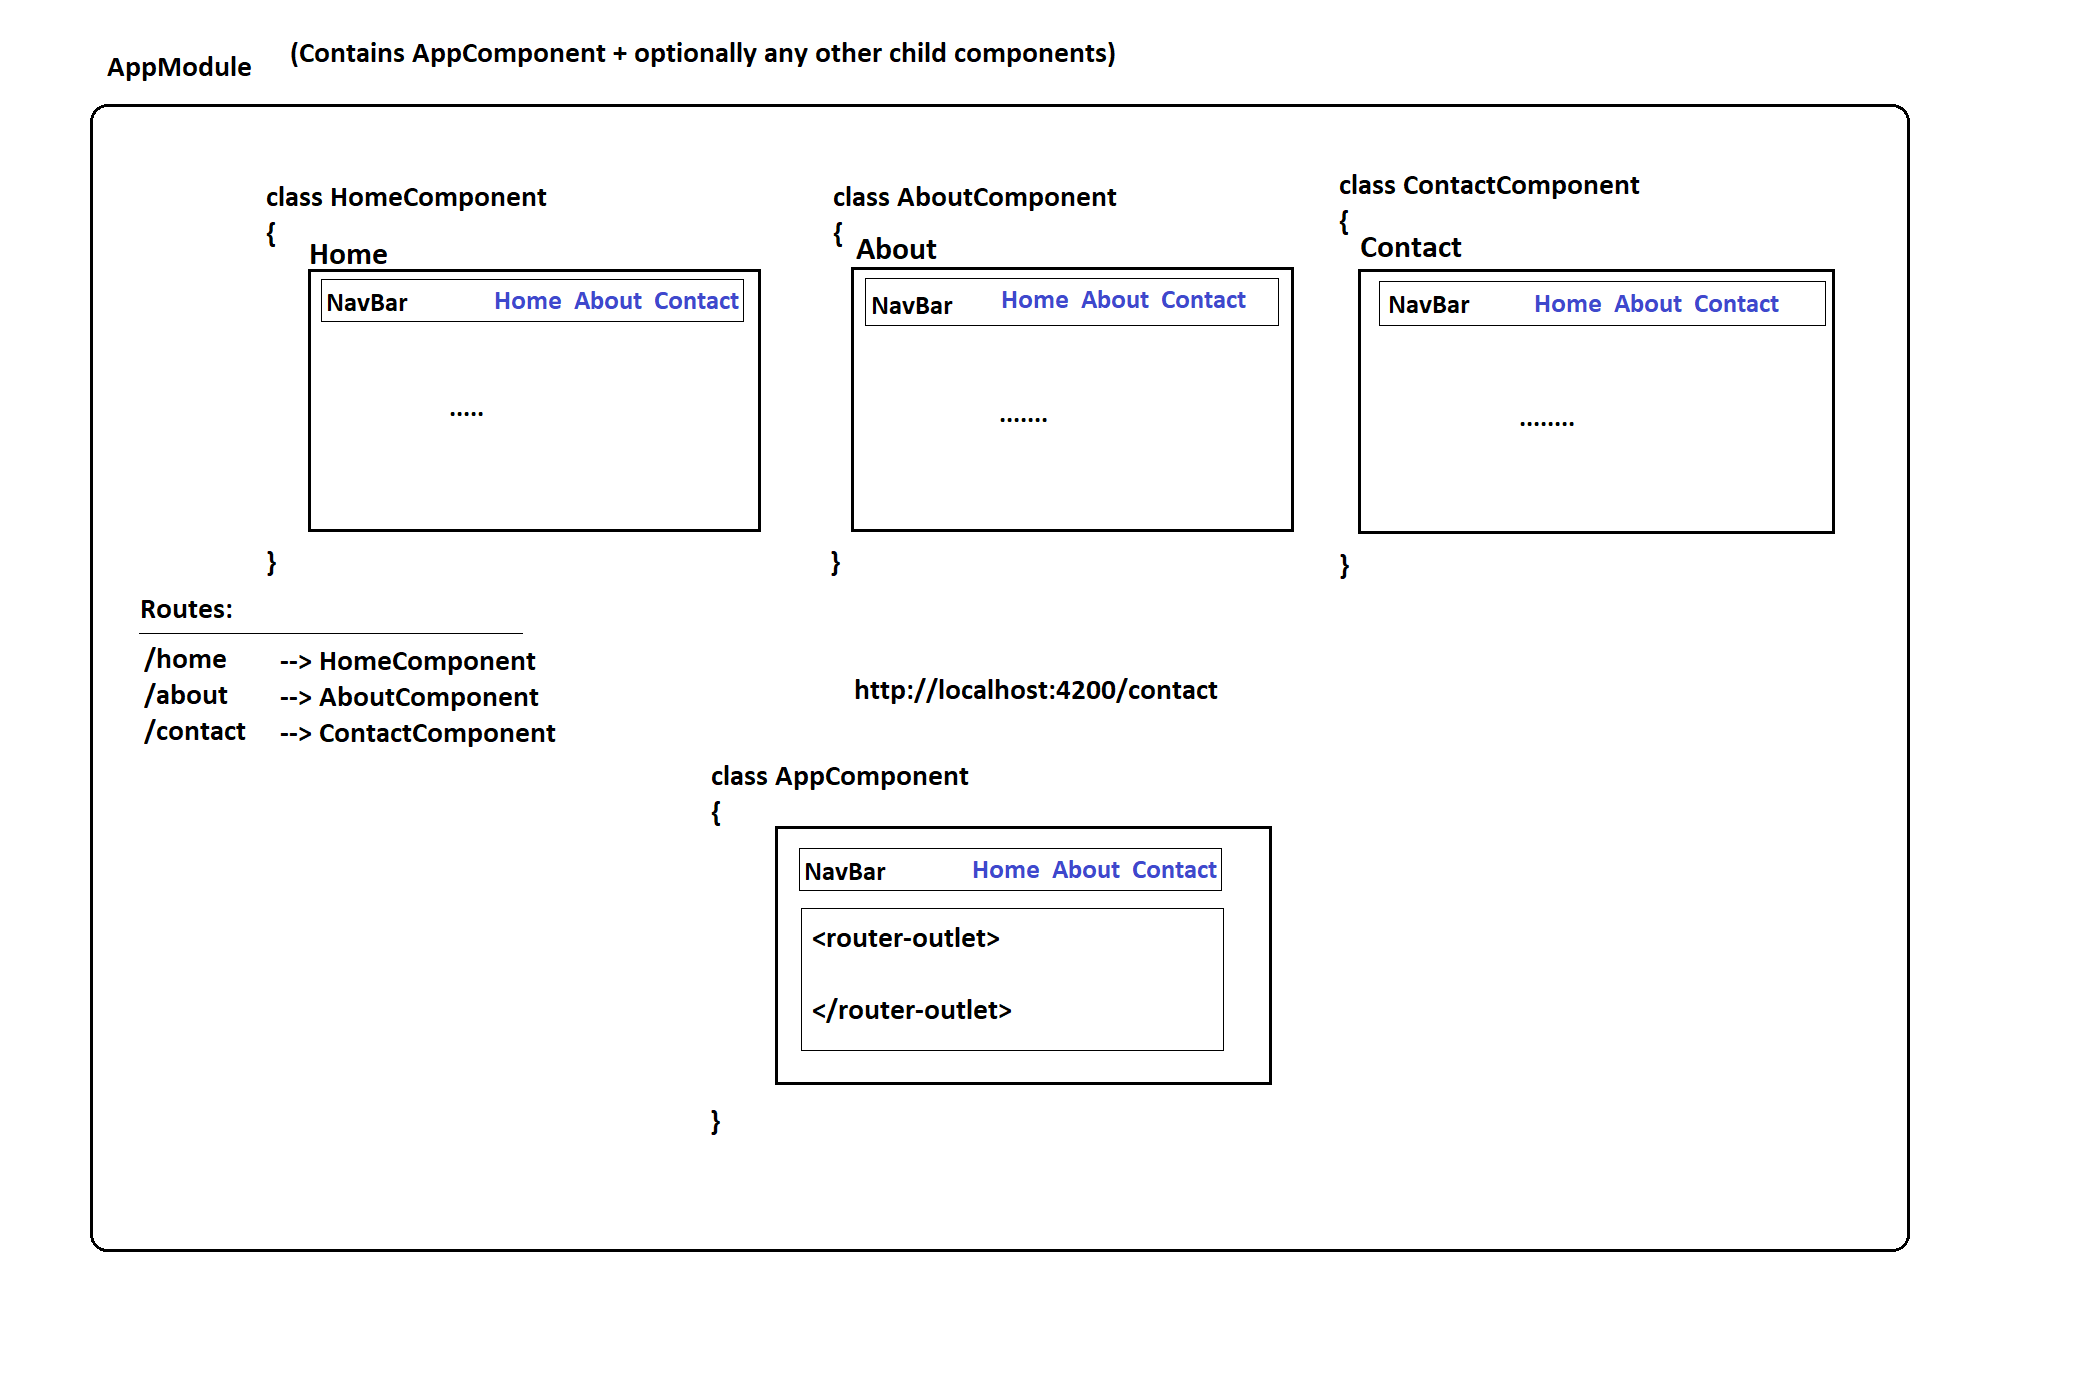 AppModule (Contains AppComponent + optionally any other child components)
class HomeComponent
{
Home
NavBar Home About Contact
.....
}
class AboutComponent
{
About
NavBar Home About Contact
.......
}
class ContactComponent
{
Contact
NavBar Home About Contact
........
}
Routes:
/home --> HomeComponent
/about --> AboutComponent
/contact --> ContactComponent
http://localhost:4200/contact
class AppComponent
{
NavBar Home About Contact
<router-outlet>
</router-outlet>
}